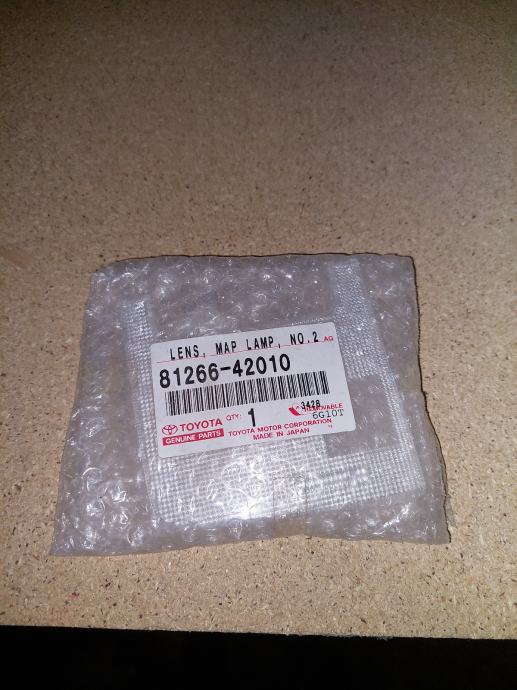 LENS, MAP LAMP, NO.2 AG
81266-42010
3428
TOYOTA QTY: 1 REMOVABLE
6G10T
GENUINE PARTS TOYOTA MOTOR CORPORATION
MADE IN JAPAN